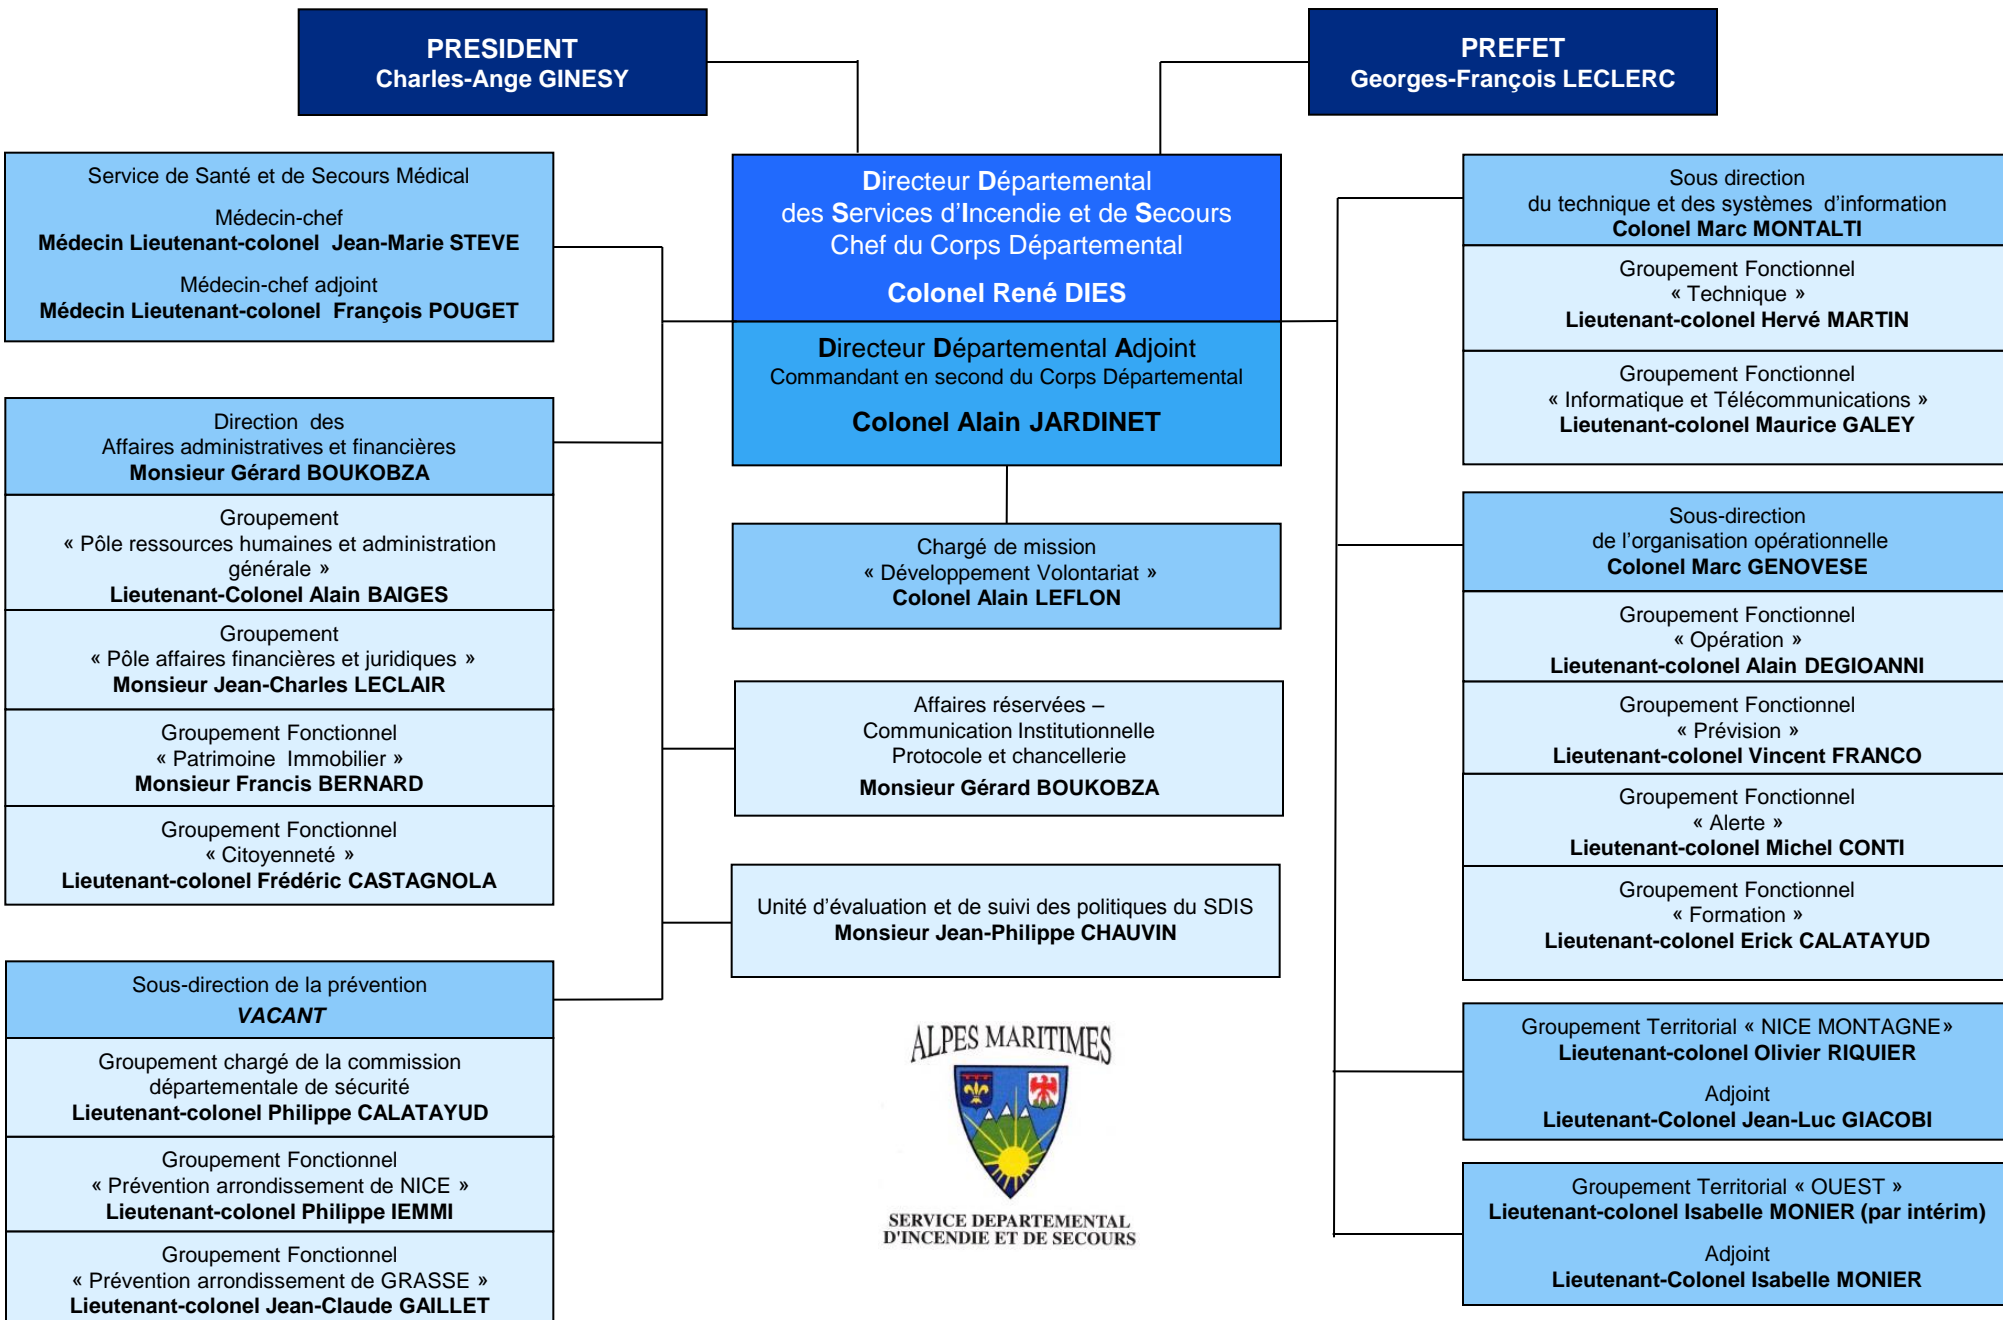 PRESIDENT
Charles-Ange GINESY
PREFET
Georges-François LECLERC
Service de Santé et de Secours Médical
Médecin-chef
Médecin Lieutenant-colonel Jean-Marie STEVE
Médecin-chef adjoint
Médecin Lieutenant-colonel François POUGET
Direction des
Affaires administratives et financières
Monsieur Gérard BOUKOBZA
Groupement
« Pôle ressources humaines et administration
générale »
Lieutenant-Colonel Alain BAIGES
Groupement
« Pôle affaires financières et juridiques »
Monsieur Jean-Charles LECLAIR
Groupement Fonctionnel
« Patrimoine Immobilier »
Monsieur Francis BERNARD
Groupement Fonctionnel
« Citoyenneté »
Lieutenant-colonel Frédéric CASTAGNOLA
Sous-direction de la prévention
VACANT
Groupement chargé de la commission
départementale de sécurité
Lieutenant-colonel Philippe CALATAYUD
Groupement Fonctionnel
« Prévention arrondissement de NICE »
Lieutenant-colonel Philippe IEMMI
Groupement Fonctionnel
« Prévention arrondissement de GRASSE »
Lieutenant-colonel Jean-Claude GAILLET
Directeur Départemental
des Services d'Incendie et de Secours
Chef du Corps Départemental
Colonel René DIES
Directeur Départemental Adjoint
Commandant en second du Corps Départemental
Colonel Alain JARDINET
Chargé de mission
« Développement Volontariat »
Colonel Alain LEFLON
Affaires réservées –
Communication Institutionnelle
Protocole et chancellerie
Monsieur Gérard BOUKOBZA
Unité d'évaluation et de suivi des politiques du SDIS
Monsieur Jean-Philippe CHAUVIN
ALPES MARITIMES
SERVICE DEPARTEMENTAL
D'INCENDIE ET DE SECOURS
Sous direction
du technique et des systèmes d'information
Colonel Marc MONTALTI
Groupement Fonctionnel
« Technique »
Lieutenant-colonel Hervé MARTIN
Groupement Fonctionnel
« Informatique et Télécommunications »
Lieutenant-colonel Maurice GALEY
Sous-direction
de l'organisation opérationnelle
Colonel Marc GENOVESE
Groupement Fonctionnel
« Opération »
Lieutenant-colonel Alain DEGIOANNI
Groupement Fonctionnel
« Prévision »
Lieutenant-colonel Vincent FRANCO
Groupement Fonctionnel
« Alerte »
Lieutenant-colonel Michel CONTI
Groupement Fonctionnel
« Formation »
Lieutenant-colonel Erick CALATAYUD
Groupement Territorial « NICE MONTAGNE»
Lieutenant-colonel Olivier RIQUIER
Adjoint
Lieutenant-Colonel Jean-Luc GIACOBI
Groupement Territorial « OUEST »
Lieutenant-colonel Isabelle MONIER (par intérim)
Adjoint
Lieutenant-Colonel Isabelle MONIER